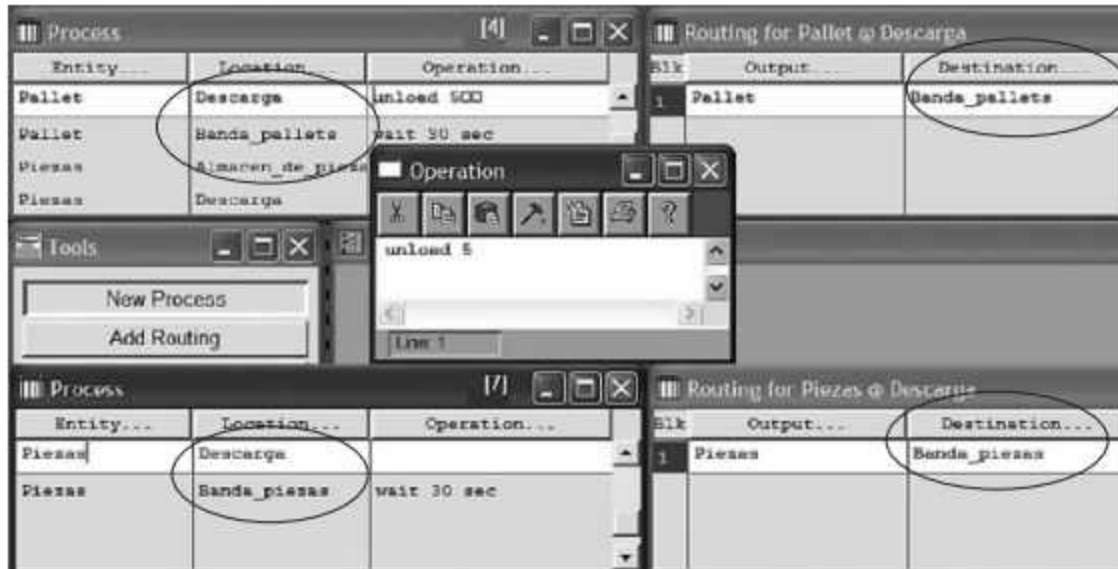 Process [4]
Entity... Location... Operation...
Pallet Descarga unload 500
Pallet Banda_pallets wait 30 sec
Piezas Almacen_de_pieza
Piezas Descarga
Routing for Pallet @ Descarga
Blk Output... Destination...
1 Pallet Banda_pallets
Operation
unload 5
Line 1
Tools
New Process
Add Routing
Process [7]
Entity... Location... Operation...
Piezas Descarga
Piezas Banda_piezas wait 30 sec
Routing for Piezas @ Descarga
Blk Output... Destination...
1 Piezas Banda_piezas